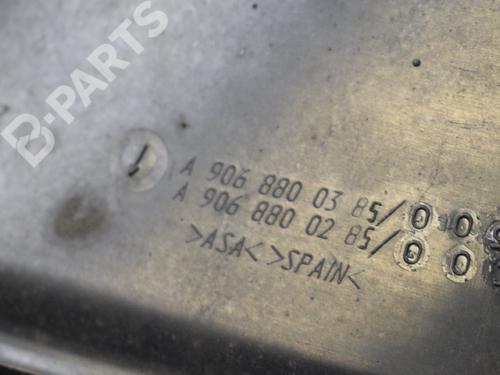 B-PARTS
A 906 880 03 85/00
A 906 880 02 85/00
>ASA< >SPAIN<